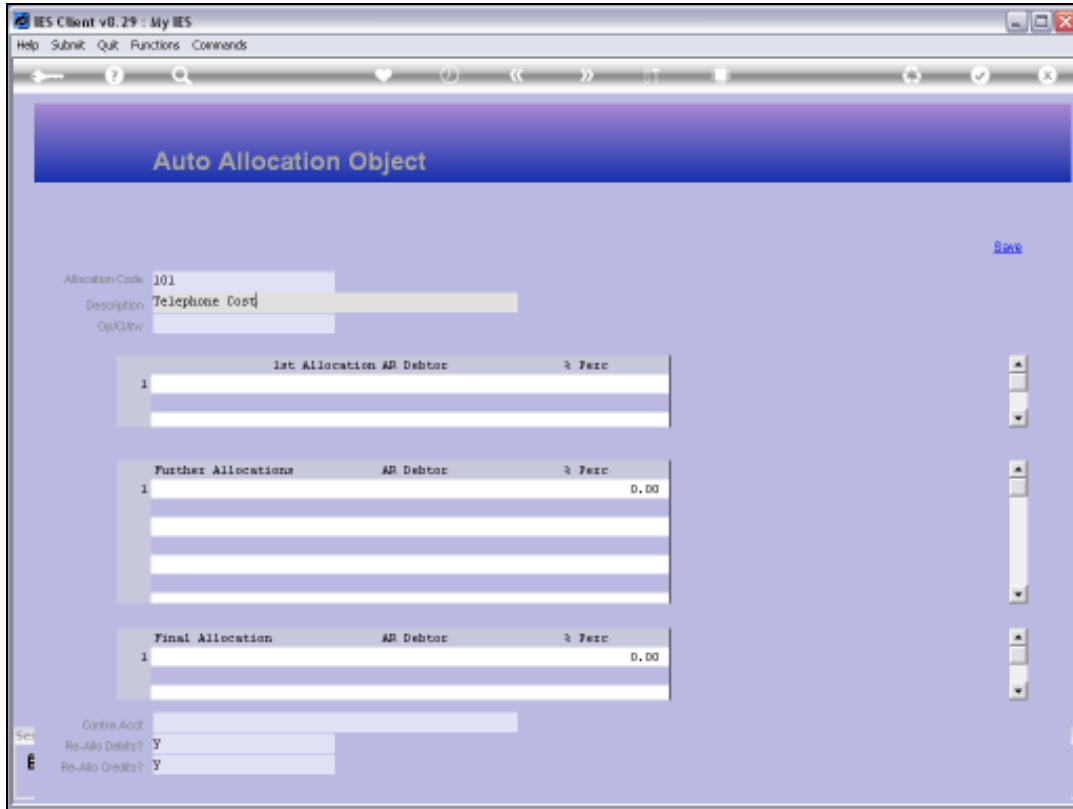 IES Client v8.29 : My IES
Help Submit Quit Functions Commands
Auto Allocation Object
Save
Allocation Code 101
Description Telephone Cost
Op/Cl/Inv
1st Allocation AR Debtor % Perc
1
Further Allocations AR Debtor % Perc
1 0.00
Final Allocation AR Debtor % Perc
1 0.00
Contra Acct
Re-Allo Debits? Y
Re-Allo Credits? Y